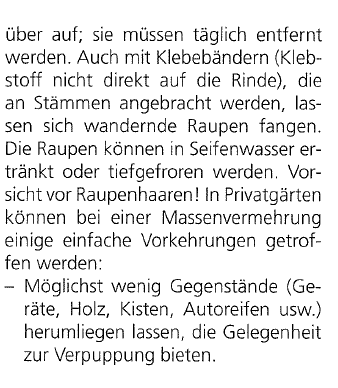 über auf; sie müssen täglich entfernt
werden. Auch mit Klebebändern (Kleb-
stoff nicht direkt auf die Rinde), die
an Stämmen angebracht werden, las-
sen sich wandernde Raupen fangen.
Die Raupen können in Seifenwasser er-
tränkt oder tiefgefroren werden. Vor-
sicht vor Raupenhaaren! In Privatgärten
können bei einer Massenvermehrung
einige einfache Vorkehrungen getrof-
fen werden:
– Möglichst wenig Gegenstände (Ge-
räte, Holz, Kisten, Autoreifen usw.)
herumliegen lassen, die Gelegenheit
zur Verpuppung bieten.